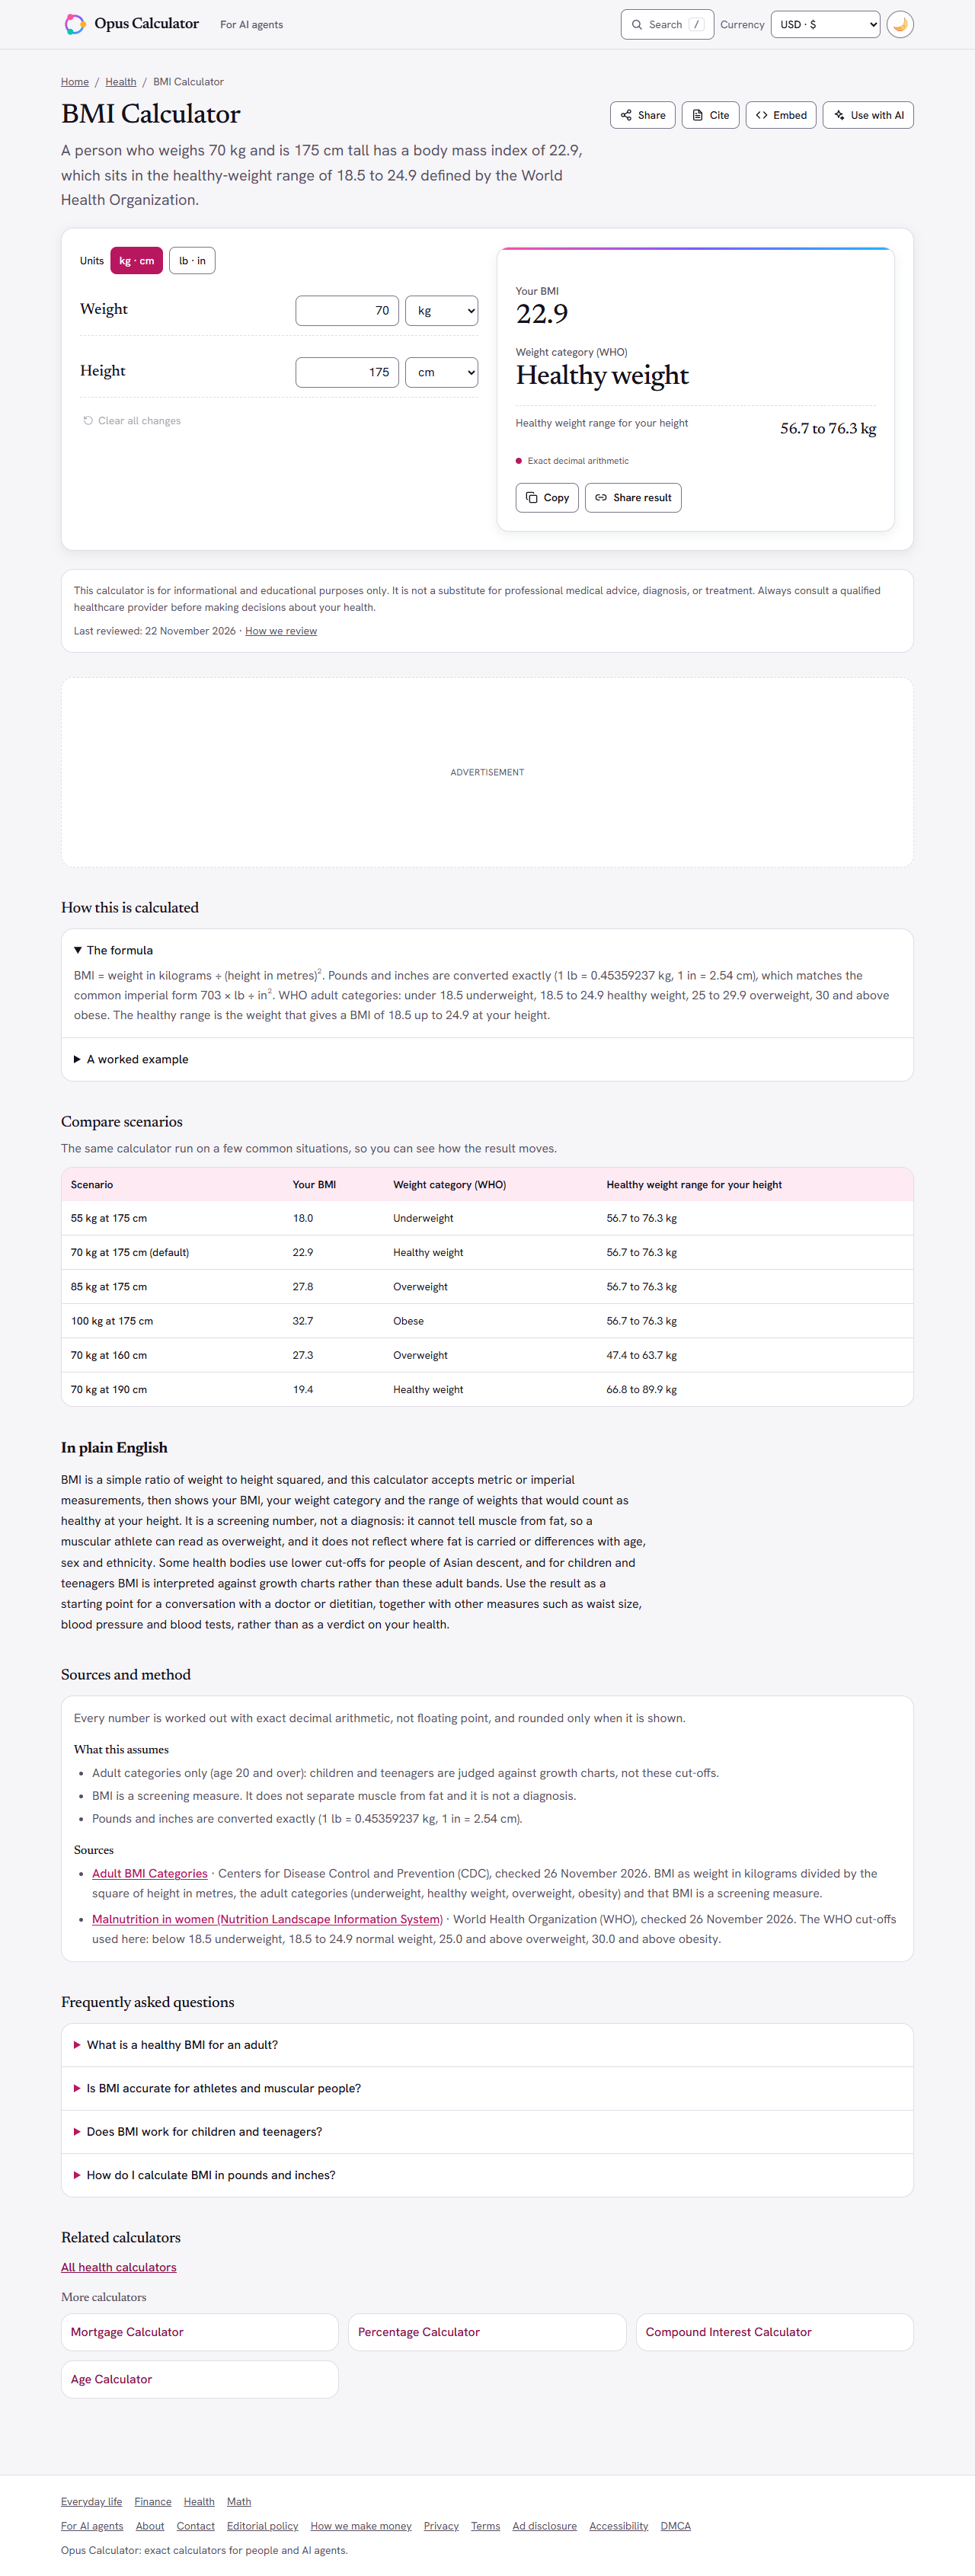 Opus Calculator
For AI agents
Search /
Currency
USD · $
Home / Health / BMI Calculator
BMI Calculator
Share
Cite
Embed
Use with AI
A person who weighs 70 kg and is 175 cm tall has a body mass index of 22.9,
which sits in the healthy-weight range of 18.5 to 24.9 defined by the World
Health Organization.
Units
kg · cm
lb · in
Weight
70
kg
Height
175
cm
Clear all changes
Your BMI
22.9
Weight category (WHO)
Healthy weight
Healthy weight range for your height
56.7 to 76.3 kg
Exact decimal arithmetic
Copy
Share result
This calculator is for informational and educational purposes only. It is not a substitute for professional medical advice, diagnosis, or treatment. Always consult a qualified
healthcare provider before making decisions about your health.
Last reviewed: 22 November 2026 · How we review
ADVERTISEMENT
How this is calculated
The formula
BMI = weight in kilograms ÷ (height in metres)². Pounds and inches are converted exactly (1 lb = 0.45359237 kg, 1 in = 2.54 cm), which matches the
common imperial form 703 × lb ÷ in². WHO adult categories: under 18.5 underweight, 18.5 to 24.9 healthy weight, 25 to 29.9 overweight, 30 and above
obese. The healthy range is the weight that gives a BMI of 18.5 up to 24.9 at your height.
A worked example
Compare scenarios
The same calculator run on a few common situations, so you can see how the result moves.
Scenario Your BMI Weight category (WHO) Healthy weight range for your height
55 kg at 175 cm 18.0 Underweight 56.7 to 76.3 kg
70 kg at 175 cm (default) 22.9 Healthy weight 56.7 to 76.3 kg
85 kg at 175 cm 27.8 Overweight 56.7 to 76.3 kg
100 kg at 175 cm 32.7 Obese 56.7 to 76.3 kg
70 kg at 160 cm 27.3 Overweight 47.4 to 63.7 kg
70 kg at 190 cm 19.4 Healthy weight 66.8 to 89.9 kg
In plain English
BMI is a simple ratio of weight to height squared, and this calculator accepts metric or imperial
measurements, then shows your BMI, your weight category and the range of weights that would count as
healthy at your height. It is a screening number, not a diagnosis: it cannot tell muscle from fat, so a
muscular athlete can read as overweight, and it does not reflect where fat is carried or differences with age,
sex and ethnicity. Some health bodies use lower cut-offs for people of Asian descent, and for children and
teenagers BMI is interpreted against growth charts rather than these adult bands. Use the result as a
starting point for a conversation with a doctor or dietitian, together with other measures such as waist size,
blood pressure and blood tests, rather than as a verdict on your health.
Sources and method
Every number is worked out with exact decimal arithmetic, not floating point, and rounded only when it is shown.
What this assumes
Adult categories only (age 20 and over): children and teenagers are judged against growth charts, not these cut-offs.
BMI is a screening measure. It does not separate muscle from fat and it is not a diagnosis.
Pounds and inches are converted exactly (1 lb = 0.45359237 kg, 1 in = 2.54 cm).
Sources
Adult BMI Categories · Centers for Disease Control and Prevention (CDC), checked 26 November 2026. BMI as weight in kilograms divided by the
square of height in metres, the adult categories (underweight, healthy weight, overweight, obesity) and that BMI is a screening measure.
Malnutrition in women (Nutrition Landscape Information System) · World Health Organization (WHO), checked 26 November 2026. The WHO cut-offs
used here: below 18.5 underweight, 18.5 to 24.9 normal weight, 25.0 and above overweight, 30.0 and above obesity.
Frequently asked questions
What is a healthy BMI for an adult?
Is BMI accurate for athletes and muscular people?
Does BMI work for children and teenagers?
How do I calculate BMI in pounds and inches?
Related calculators
All health calculators
More calculators
Mortgage Calculator
Percentage Calculator
Compound Interest Calculator
Age Calculator
Everyday life Finance Health Math
For AI agents About Contact Editorial policy How we make money Privacy Terms Ad disclosure Accessibility DMCA
Opus Calculator: exact calculators for people and AI agents.